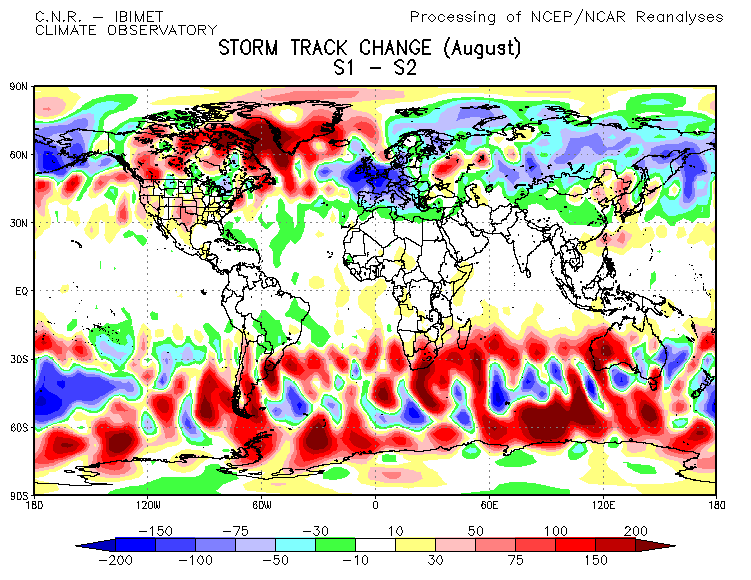 C.N.R. – IBIMET
Processing of NCEP/NCAR Reanalyses
CLIMATE OBSERVATORY
STORM TRACK CHANGE (August)
S1 – S2
90N
60N
30N
EQ
30S
60S
90S
180 120W 60W 0 60E 120E 180
-150 -75 -30 10 50 100 200
-200 -100 -50 -10 30 75 150